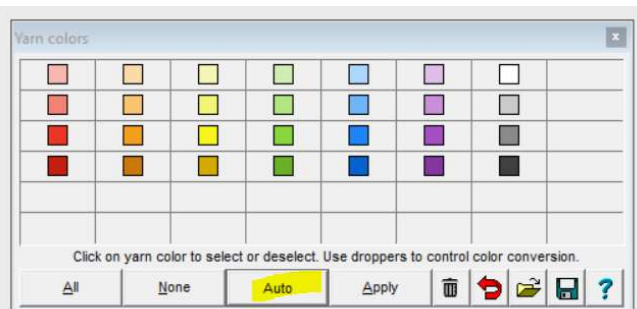 Yarn colors x
Click on yarn color to select or deselect. Use droppers to control color conversion.
All None Auto Apply ?